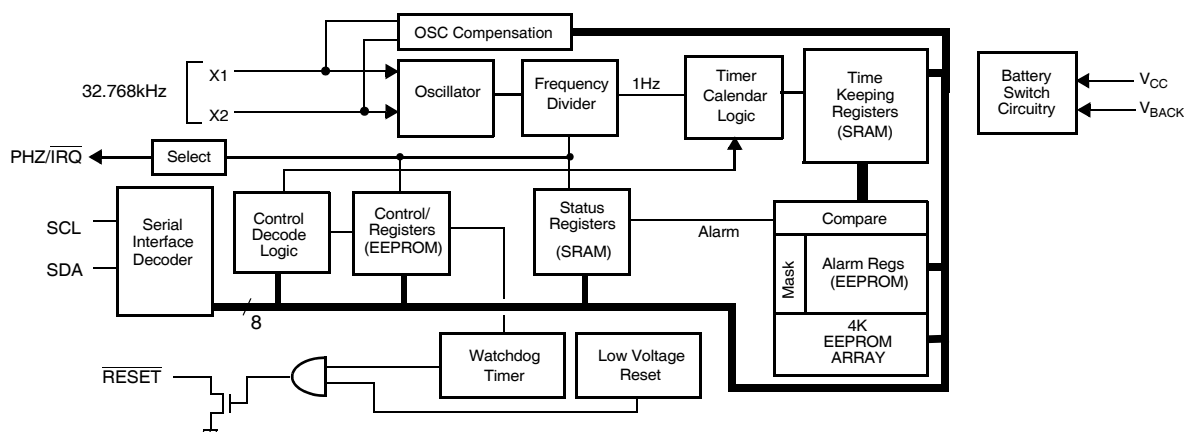 OSC Compensation
32.768kHz
X1
X2
Oscillator
Frequency
Divider
1Hz
Timer
Calendar
Logic
Time
Keeping
Registers
(SRAM)
Battery
Switch
Circuitry
VCC
VBACK
PHZ/IRQ
Select
SCL
SDA
Serial
Interface
Decoder
Control
Decode
Logic
Control/
Registers
(EEPROM)
Status
Registers
(SRAM)
Alarm
Compare
Mask
Alarm Regs
(EEPROM)
4K
EEPROM
ARRAY
8
RESET
Watchdog
Timer
Low Voltage
Reset